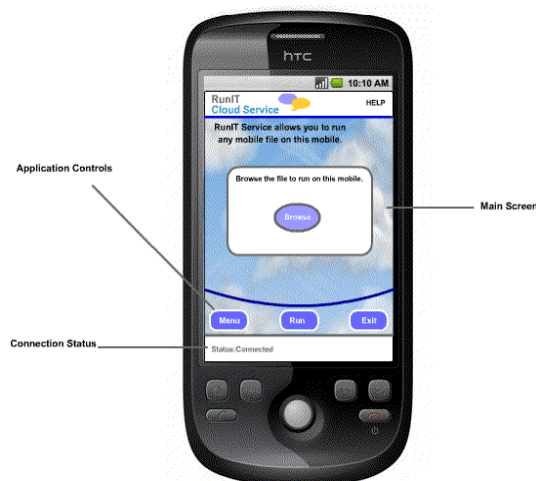 hTC
10:10 AM
RunIT
Cloud Service
HELP
RunIT Service allows you to run
any mobile file on this mobile.
Application Controls
Browse the file to run on this mobile.
Main Screen
Browse
Menu
Run
Exit
Connection Status
Status:Connected